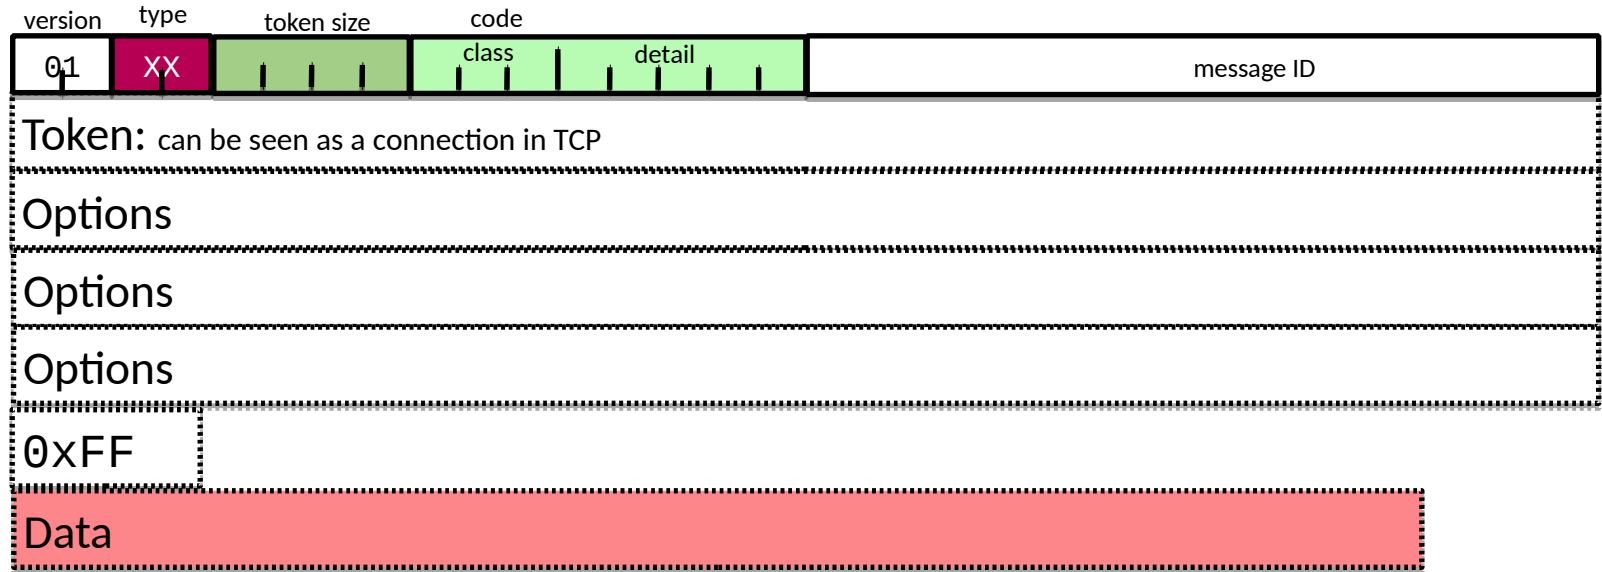 version type token size code
01 XX class detail message ID
Token: can be seen as a connection in TCP
Options
Options
Options
0xFF
Data